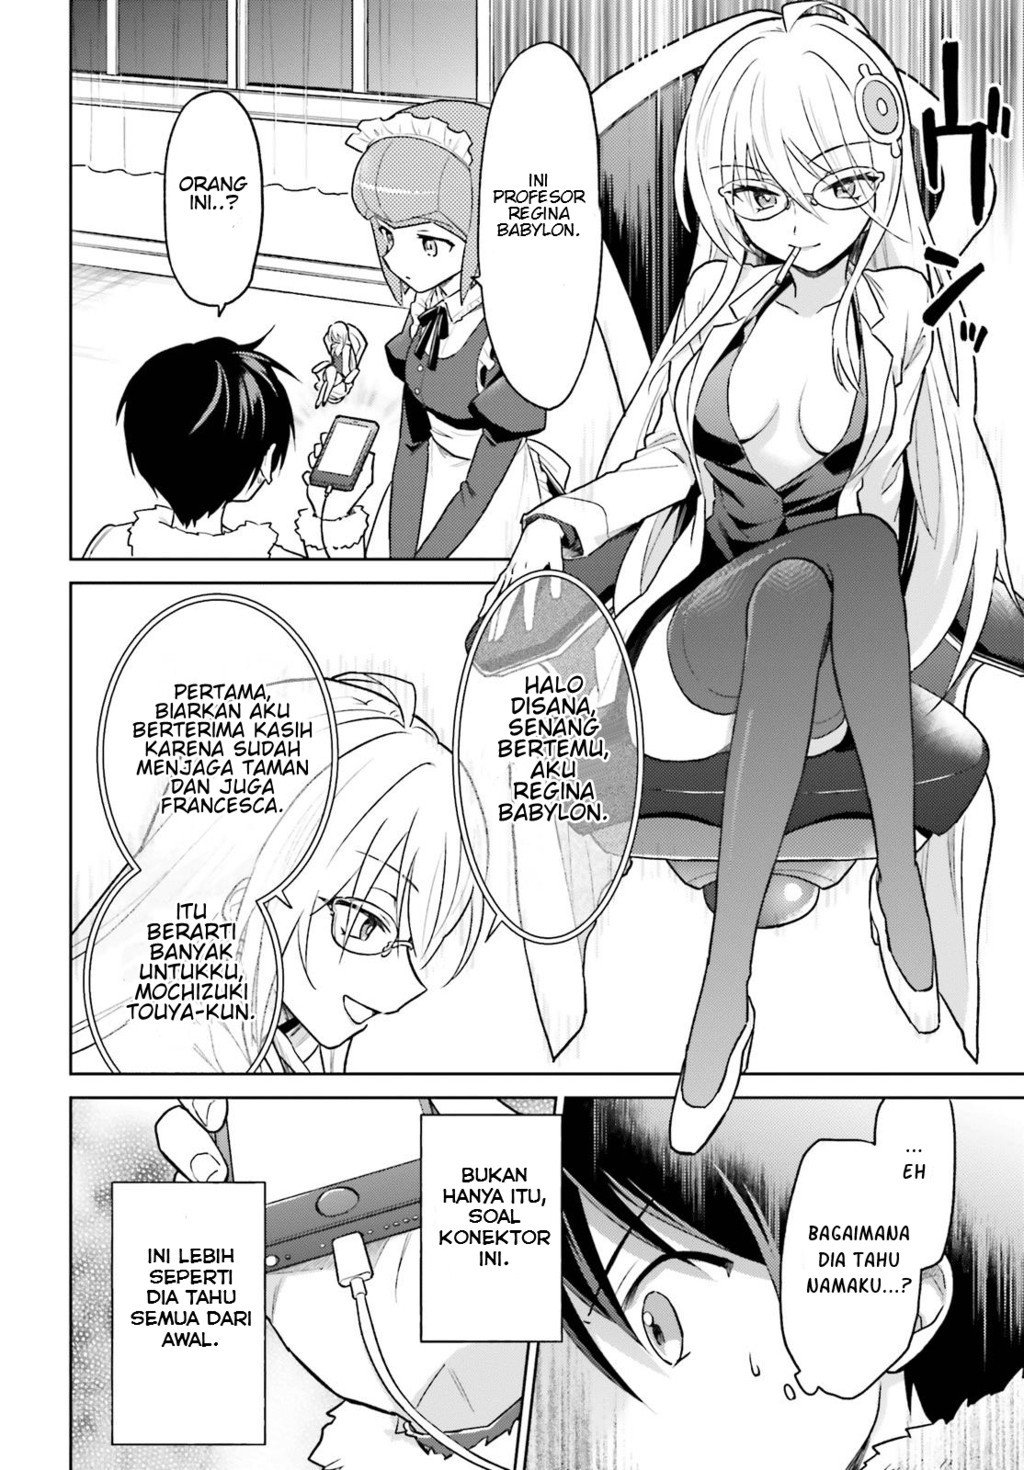 INI
PROFESOR
REGINA
BABYLON.
ORANG
INI..?
HALO
DISANA,
SENANG
BERTEMU,
AKU
REGINA
BABYLON.
PERTAMA,
BIARKAN AKU
BERTERIMA KASIH
KARENA SUDAH
MENJAGA TAMAN
DAN JUGA
FRANCESCA.
ITU
BERARTI
BANYAK
UNTUKKU,
MOCHIZUKI
TOUYA-KUN.
...
EH
BAGAIMANA
DIA TAHU
NAMAKU...?
BUKAN
HANYA ITU,
SOAL
KONEKTOR
INI.
INI LEBIH
SEPERTI
DIA TAHU
SEMUA DARI
AWAL.